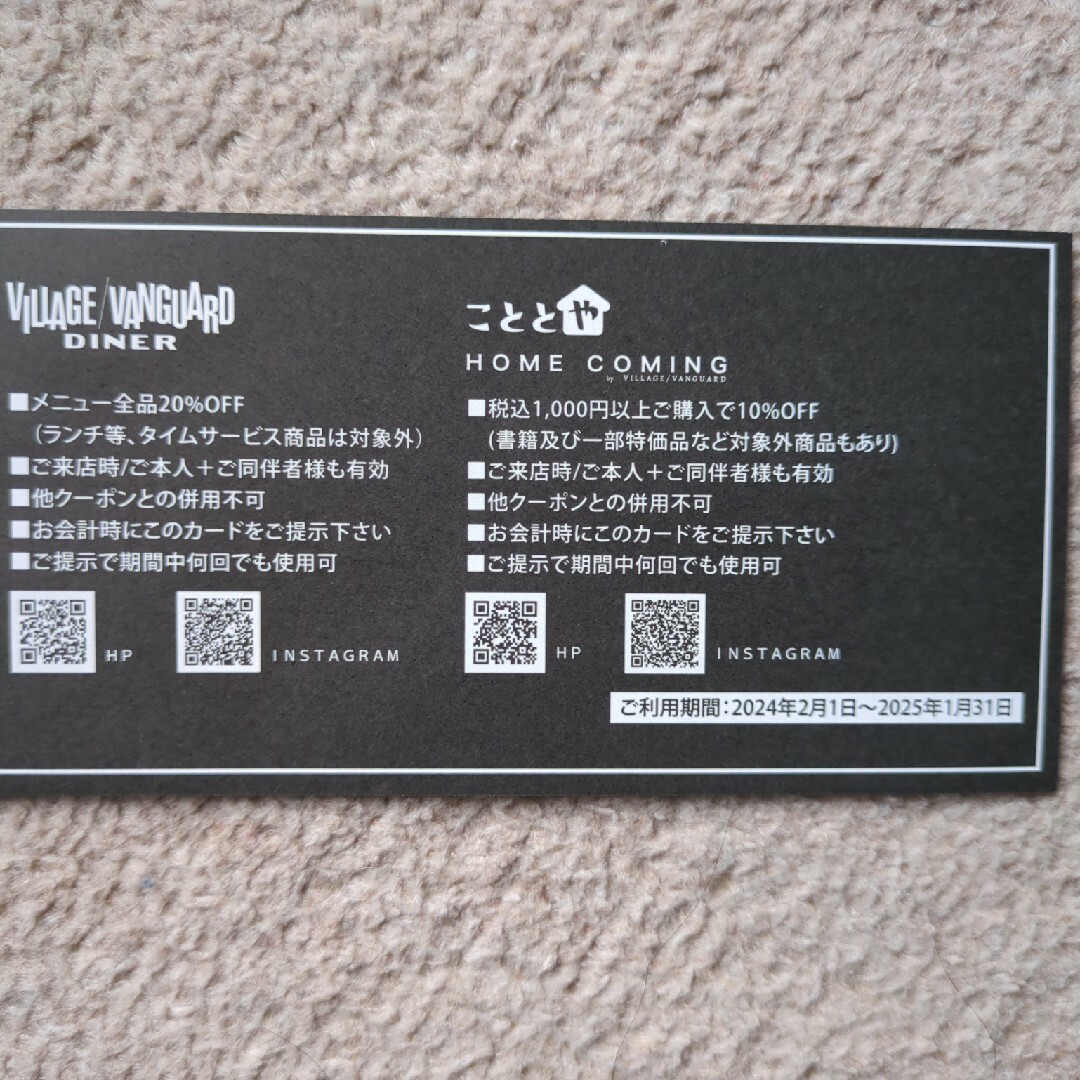 VILLAGE/VANGUARD
DINER
■メニュー全品20%OFF
(ランチ等、タイムサービス商品は対象外)
■ご来店時/ご本人＋ご同伴者様も有効
■他クーポンとの併用不可
■お会計時にこのカードをご提示下さい
■ご提示で期間中何回でも使用可
HP
INSTAGRAM
こととや
HOME COMING
by VILLAGE/VANGUARD
■税込1,000円以上ご購入で10%OFF
(書籍及び一部特価品など対象外商品もあり)
■ご来店時/ご本人＋ご同伴者様も有効
■他クーポンとの併用不可
■お会計時にこのカードをご提示下さい
■ご提示で期間中何回でも使用可
HP
INSTAGRAM
ご利用期間：2024年2月1日〜2025年1月31日